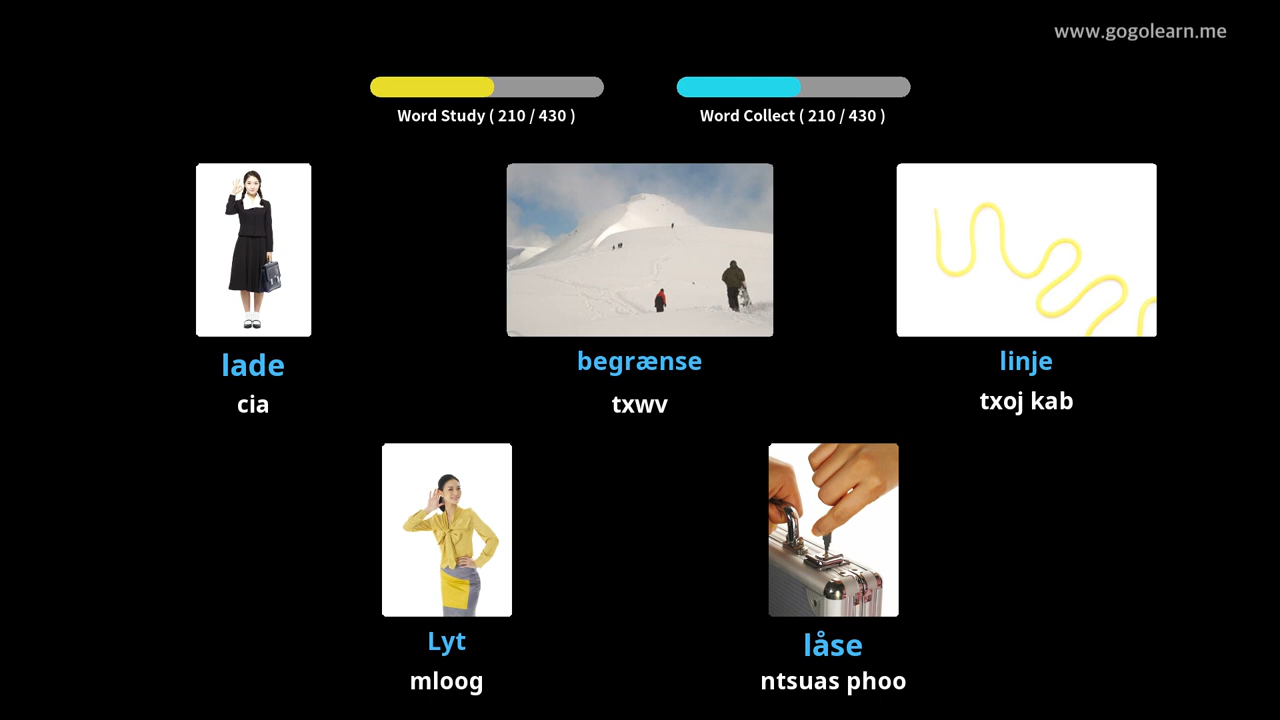 www.gogolearn.me
Word Study ( 210 / 430 )
Word Collect ( 210 / 430 )
lade
cia
begrænse
txwv
linje
txoj kab
Lyt
mloog
låse
ntsuas phoo